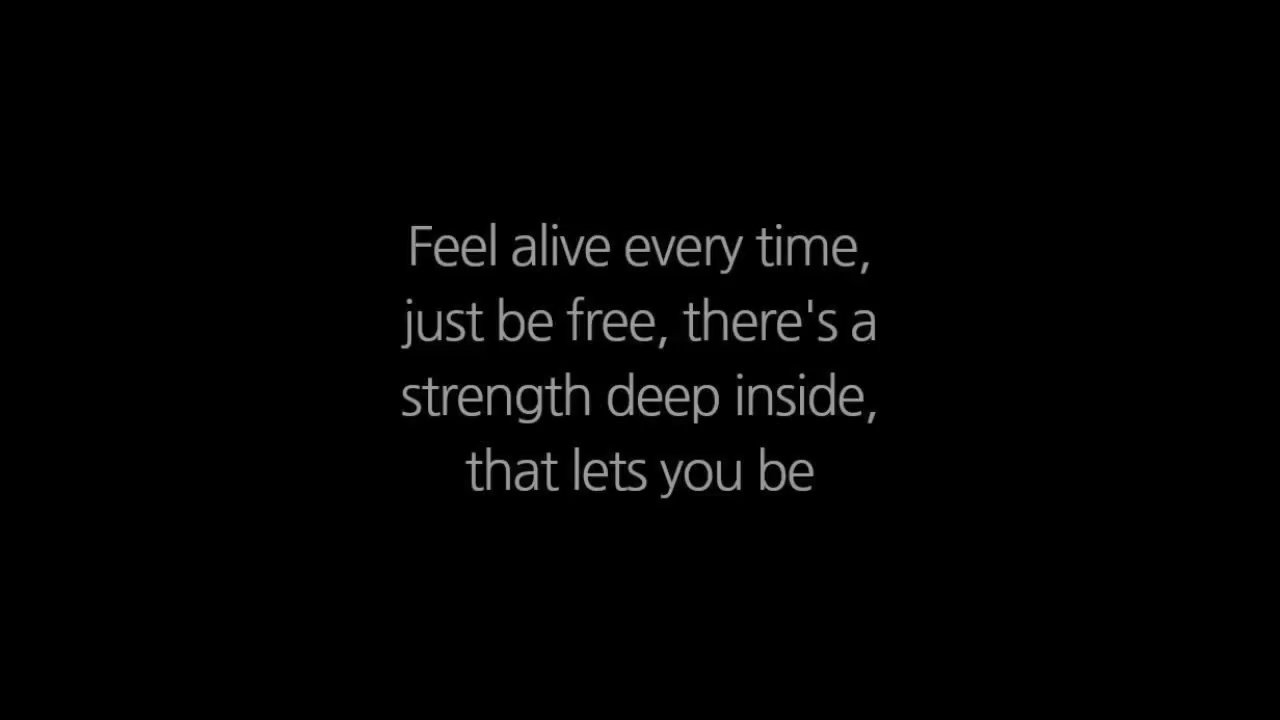 Feel alive every time,
just be free, there's a
strength deep inside,
that lets you be